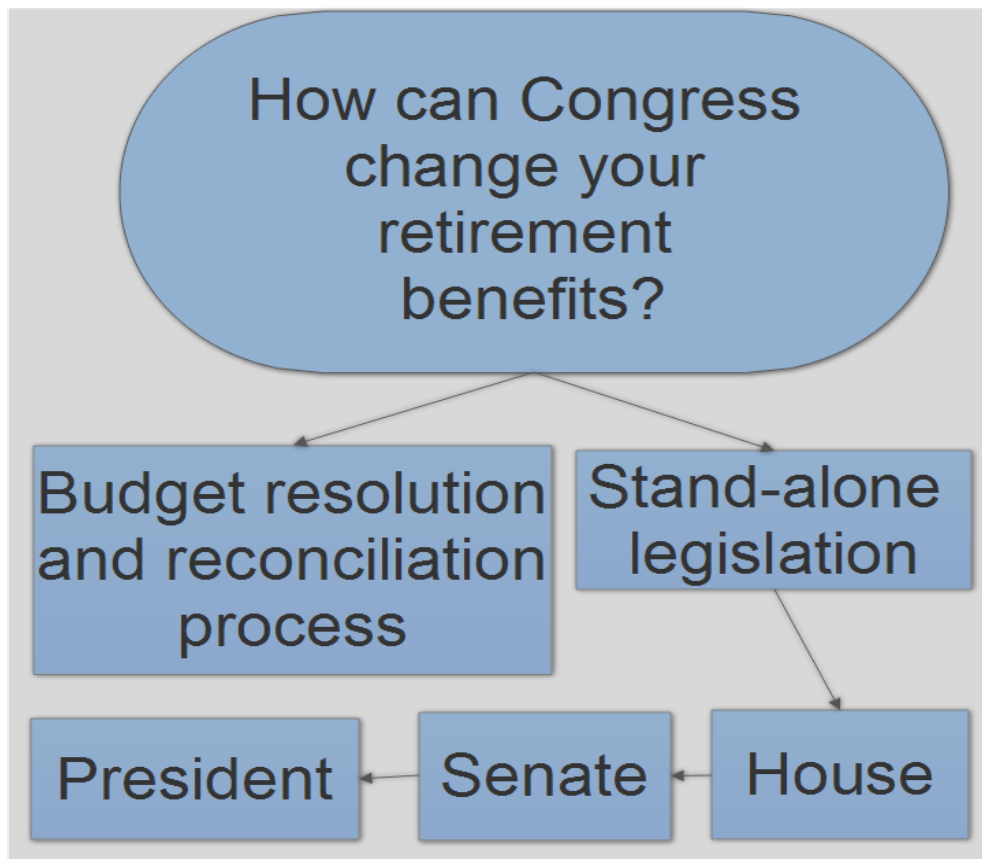 How can Congress
change your
retirement
benefits?
Budget resolution
and reconciliation
process
Stand-alone
legislation
President
Senate
House